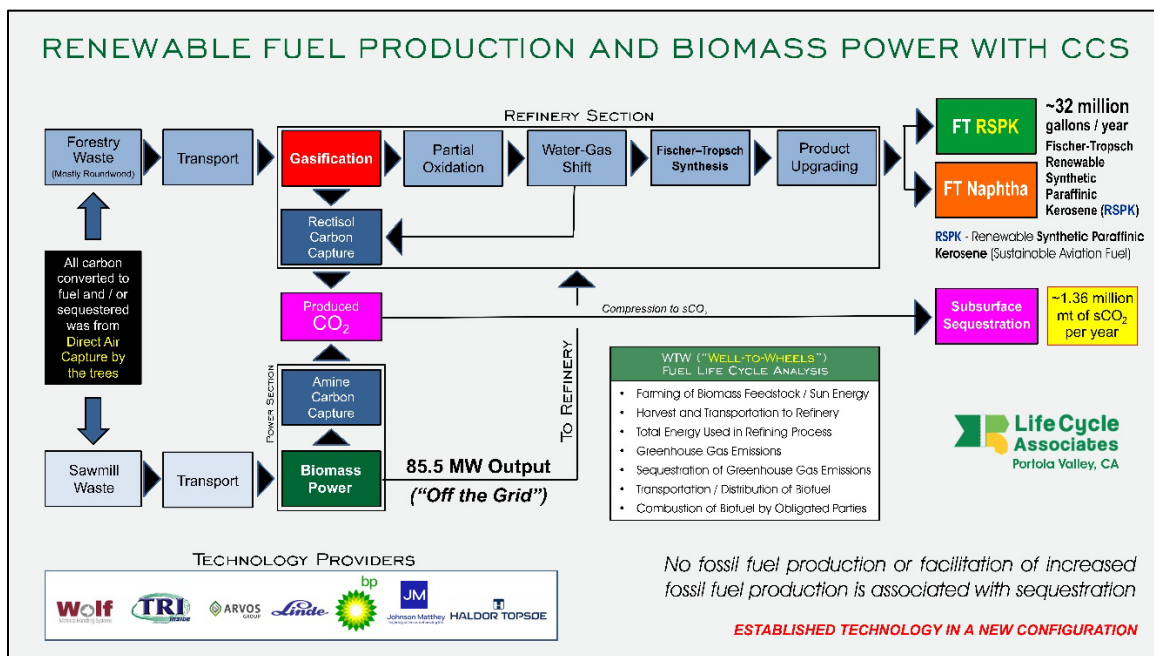 RENEWABLE FUEL PRODUCTION AND BIOMASS POWER WITH CCS
REFINERY SECTION
Forestry
Waste
(Mostly Roundwood)
Transport
Gasification
Partial
Oxidation
Water-Gas
Shift
Fischer–Tropsch
Synthesis
Product
Upgrading
FT RSPK
FT Naphtha
~32 million
gallons / year
Fischer-Tropsch
Renewable
Synthetic
Paraffinic
Kerosene (RSPK)
RSPK - Renewable Synthetic Paraffinic
Kerosene (Sustainable Aviation Fuel)
Rectisol
Carbon
Capture
All carbon
converted to
fuel and / or
sequestered
was from
Direct Air
Capture by
the trees
Produced
CO2
Compression to sCO,
Subsurface
Sequestration
~1.36 million
mt of sCO2
per year
POWER SECTION
Amine
Carbon
Capture
TO REFINERY
WTW ("WELL-TO-WHEELS")
FUEL LIFE CYCLE ANALYSIS
• Farming of Biomass Feedstock / Sun Energy
• Harvest and Transportation to Refinery
• Total Energy Used in Refining Process
• Greenhouse Gas Emissions
• Sequestration of Greenhouse Gas Emissions
• Transportation / Distribution of Biofuel
• Combustion of Biofuel by Obligated Parties
Life Cycle
Associates
Portola Valley, CA
Sawmill
Waste
Transport
Biomass
Power
85.5 MW Output
("Off the Grid")
TECHNOLOGY PROVIDERS
Wolf
Material Handling Systems
TRI
INSIDE
ARVOS
GROUP
Linde
bp
JM
Johnson Matthey
HALDOR TOPSOE
No fossil fuel production or facilitation of increased
fossil fuel production is associated with sequestration
ESTABLISHED TECHNOLOGY IN A NEW CONFIGURATION